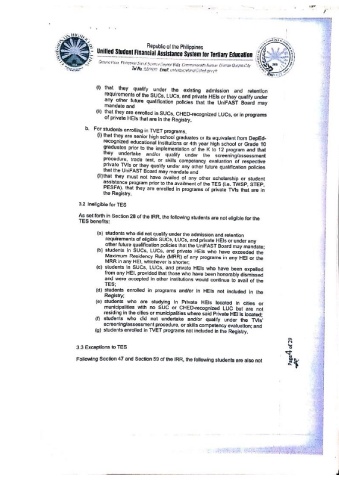 Republic of the Philippines
Unified Student Financial Assistance System for Tertiary Education
(i) that they qualify under the existing admission and retention
requirements of the SUCs, LUCs, and private HEIs or they qualify under
any other future qualification policies that the UniFAST Board may
mandate and
(ii) that they are enrolled in SUCs, CHED-recognized LUCs, or in programs
of private HEIs that are in the Registry.
b. For students enrolling in TVET programs,
(i) that they are senior high school graduates or its equivalent from DepEd-
recognized educational institutions or 4th year high school or Grade 10
graduates prior to the implementation of the K to 12 program and that
they undertake and/or qualify under the screening/assessment
procedure, trade test, or skills competency evaluation of respective
private TVIs or they qualify under any other future qualification policies
that the UniFAST Board may mandate and
(ii) that they must not have availed of any other scholarship or student
assistance program prior to the availment of the TES (i.e. TWSP, STEP,
PESFA), that they are enrolled in programs of private TVIs that are in
the Registry.
3.2 Ineligible for TES
As set forth in Section 28 of the IRR, the following students are not eligible for the
TES benefits:
(a) students who did not qualify under the admission and retention
requirements of eligible SUCs, LUCs, and private HEIs or under any
other future qualification policies that the UniFAST Board may mandate;
(b) students in SUCs, LUCs, and private HEIs who have exceeded the
Maximum Residency Rule (MRR) of any programs in any HEI or the
MRR in any HEI, whichever is shorter;
(c) students in SUCs, LUCs, and private HEIs who have been expelled
from any HEI, provided that those who have been honorably dismissed
and were accepted in other institutions would continue to avail of the
TES;
(d) students enrolled in programs and/or in HEIs not included in the
Registry;
(e) students who are studying in Private HEIs located in cities or
municipalities with no SUC or CHED-recognized LUC but are not
residing in the cities or municipalities where said Private HEI is located;
(f) students who did not undertake and/or qualify under the TVIs'
screening/assessment procedure, or skills competency evaluation; and
(g) students enrolled in TVET programs not included in the Registry.
3.3 Exceptions to TES
Following Section 47 and Section 59 of the IRR, the following students are also not
Page 4 of 29